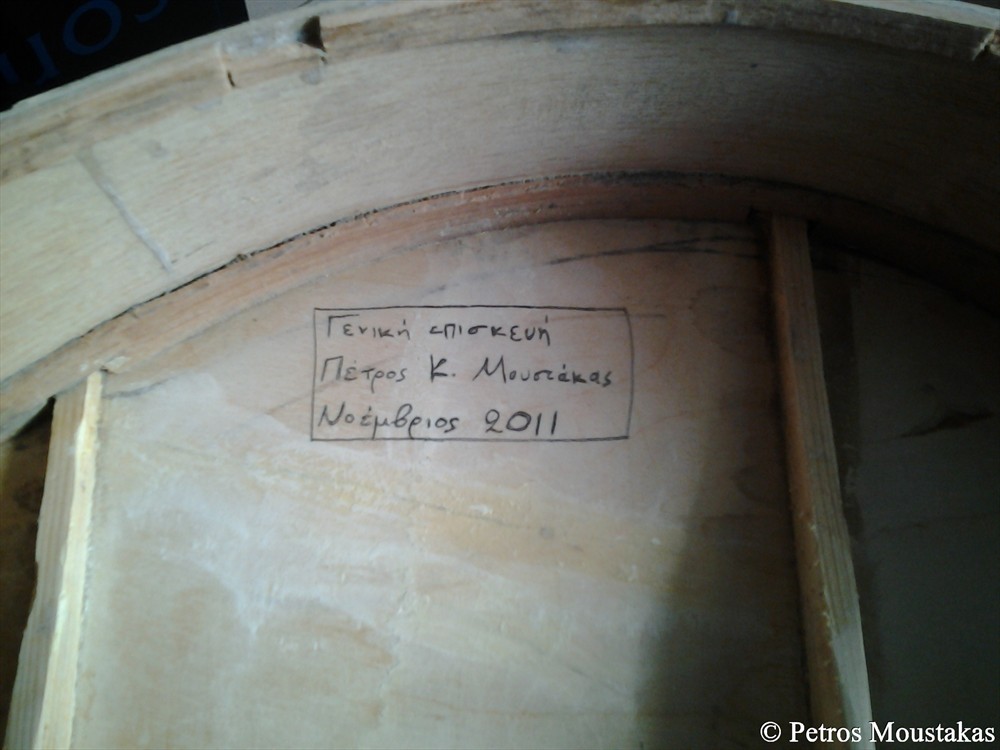 Γενική επισκευή
Πέτρος Κ. Μουστάκας
Νοέμβριος 2011
© Petros Moustakas